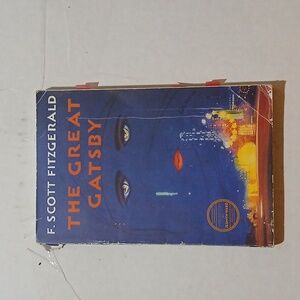 F. SCOTT FITZGERALD
THE GREAT
GATSBY